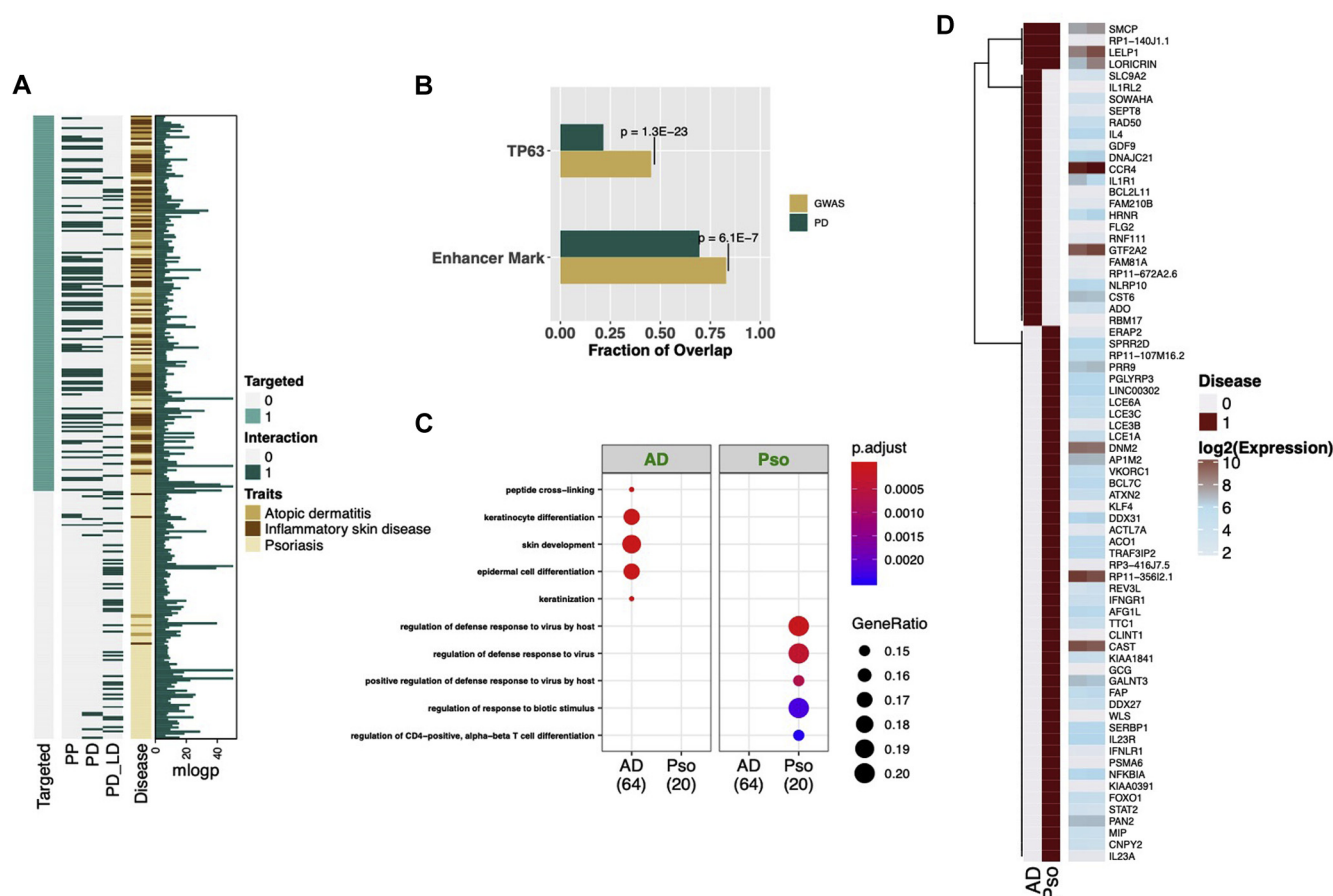 A
Targeted
0
1
Interaction
0
1
Traits
Atopic dermatitis
Inflammatory skin disease
Psoriasis
Targeted
PP
PD
PD_LD
Disease
0
20
40
mlogp
B
TP63
Enhancer Mark
p = 1.3E−23
p = 6.1E−7
0.00 0.25 0.50 0.75 1.00
Fraction of Overlap
GWAS
PD
C
AD Pso
peptide cross−linking
keratinocyte differentiation
skin development
epidermal cell differentiation
keratinization
regulation of defense response to virus by host
regulation of defense response to virus
positive regulation of defense response to virus by host
regulation of response to biotic stimulus
regulation of CD4−positive, alpha−beta T cell differentiation
AD Pso AD Pso
(64) (20) (64) (20)
p.adjust
0.0005
0.0010
0.0015
0.0020
GeneRatio
0.15
0.16
0.17
0.18
0.19
0.20
D
SMCP
RP1−140J1.1
LELP1
LORICRIN
SLC9A2
IL1RL2
SOWAHA
SEPT8
RAD50
IL4
GDF9
DNAJC21
CCR4
IL1R1
BCL2L11
FAM210B
HRNR
FLG2
RNF111
GTF2A2
FAM81A
RP11−672A2.6
NLRP10
CST6
ADO
RBM17
ERAP2
SPRR2D
RP11−107M16.2
PRR9
PGLYRP3
LINC00302
LCE6A
LCE3C
LCE3B
LCE1A
DNM2
AP1M2
VKORC1
BCL7C
ATXN2
KLF4
DDX31
ACTL7A
ACO1
TRAF3IP2
RP3−416J7.5
RP11−356I2.1
REV3L
IFNGR1
AFG1L
TTC1
CLINT1
CAST
KIAA1841
GCG
GALNT3
FAP
DDX27
WLS
SERBP1
IL23R
IFNLR1
PSMA6
NFKBIA
KIAA0391
FOXO1
STAT2
PAN2
MIP
CNPY2
IL23A
AD
Pso
Disease
0
1
log2(Expression)
10
8
6
4
2